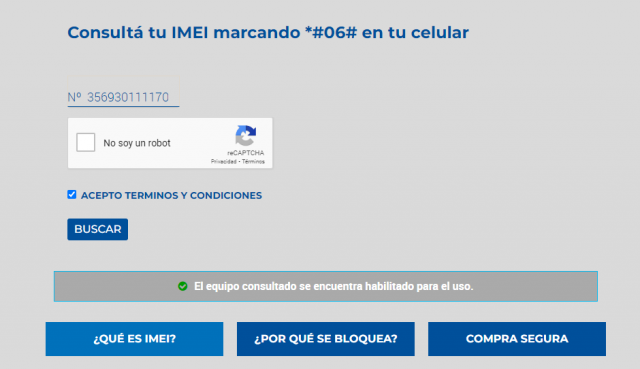 Consultá tu IMEI marcando *#06# en tu celular
Nº 356930111170
No soy un robot
reCAPTCHA
Privacidad - Términos
ACEPTO TERMINOS Y CONDICIONES
BUSCAR
El equipo consultado se encuentra habilitado para el uso.
¿QUÉ ES IMEI? ¿POR QUÉ SE BLOQUEA? COMPRA SEGURA